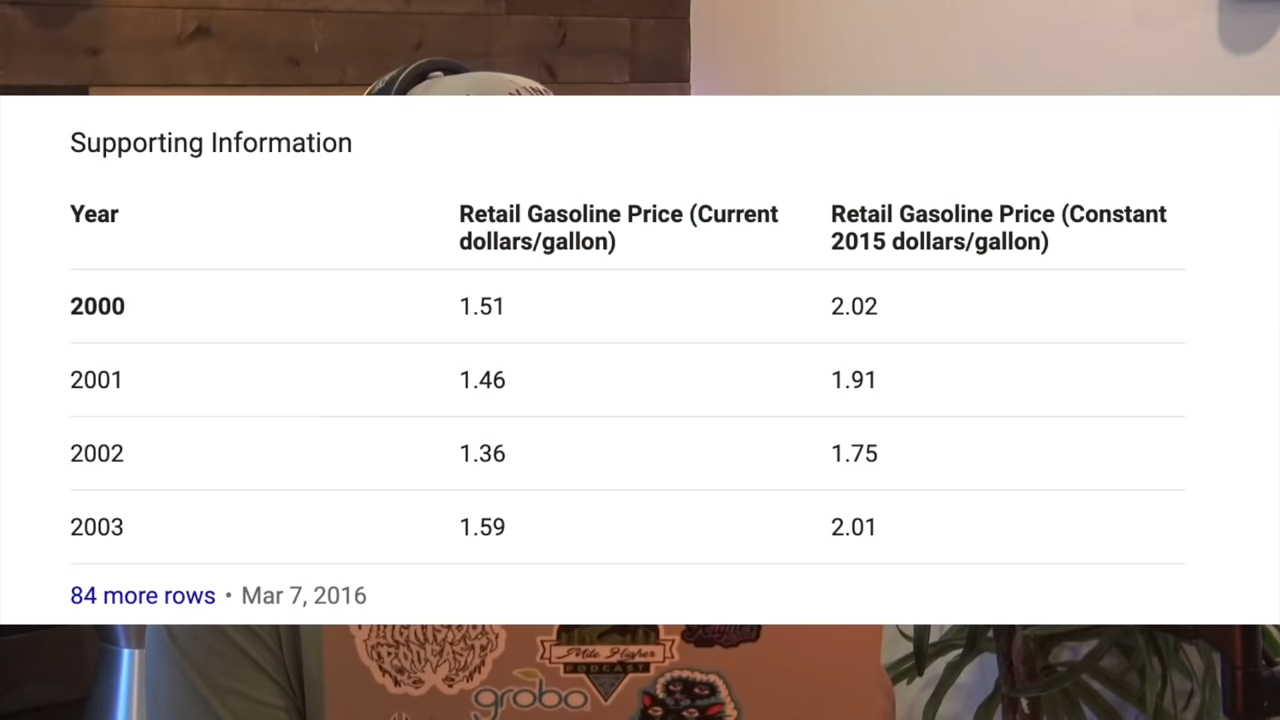 Supporting Information
Year
Retail Gasoline Price (Current
dollars/gallon)
Retail Gasoline Price (Constant
2015 dollars/gallon)
2000 1.51 2.02
2001 1.46 1.91
2002 1.36 1.75
2003 1.59 2.01
84 more rows • Mar 7, 2016
Mile Higher
PODCAST
grōbo